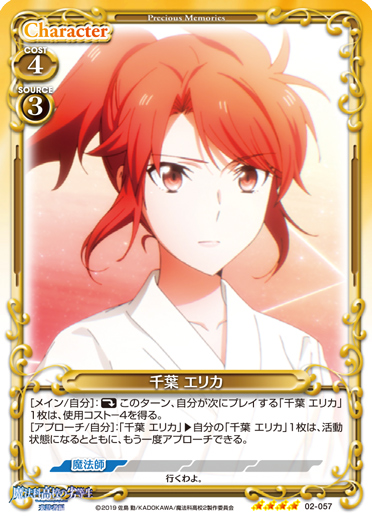 Precious Memories
Character
COST
4
SOURCE
3
千葉 エリカ
[メイン/自分]: このターン、自分が次にプレイする「千葉 エリカ」
1枚は、使用コスト-4を得る。
[アプローチ/自分]:「千葉 エリカ」▶自分の「千葉 エリカ」1枚は、活動
状態になるとともに、もう一度アプローチできる。
魔法師
行くわよ。
魔法科高校の劣等生
来訪者編
©2019 佐島 勤/KADOKAWA/魔法科高校2製作委員会
★★★★ 02-057